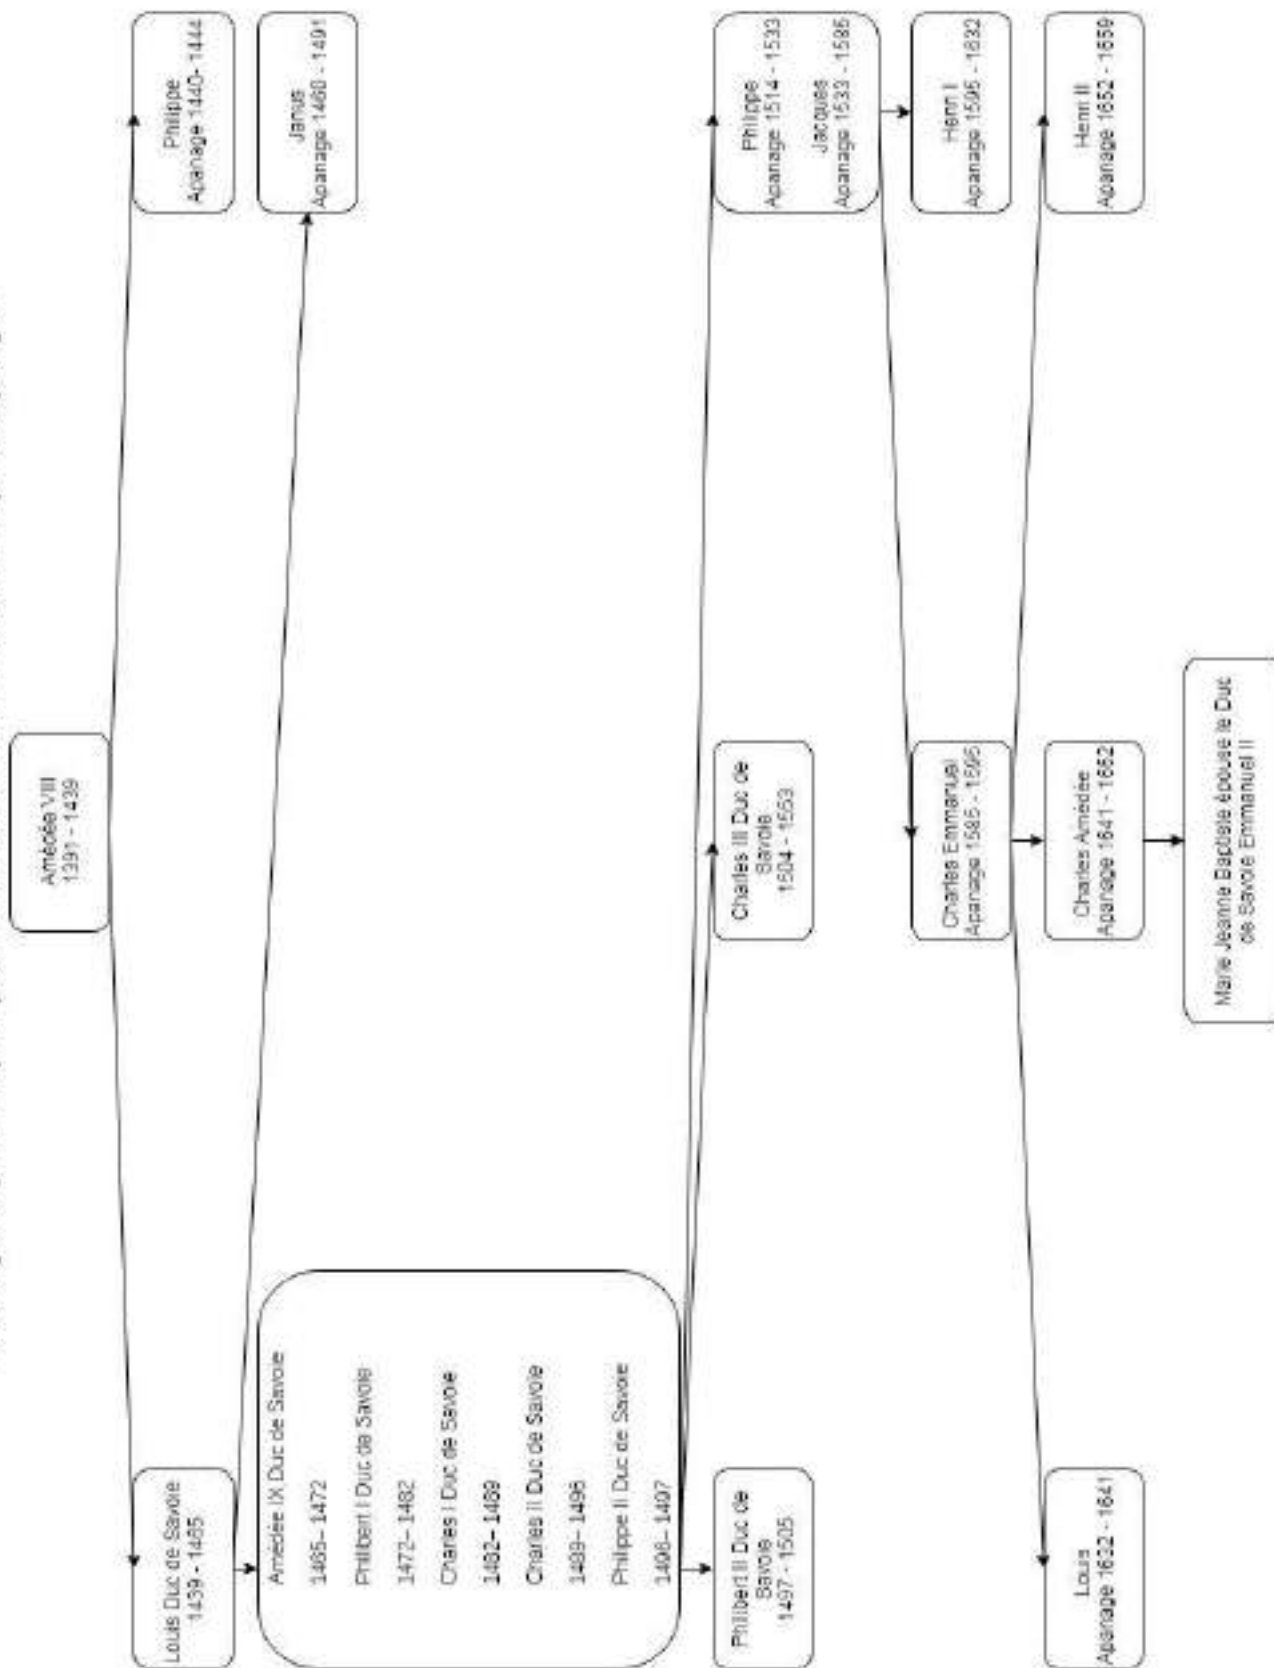 Amédée VIII
1391 - 1439
Louis Duc de Savoie
1439 - 1465
Philippe
Apanage 1440- 1444
Janus
Apanage 1460 - 1491
Amédée IX Duc de Savoie
1465– 1472
Philibert I Duc de Savoie
1472– 1482
Charles I Duc de Savoie
1482– 1489
Charles II Duc de Savoie
1489– 1496
Philippe II Duc de Savoie
1496– 1497
Philibert II Duc de
Savoie
1497 - 1505
Charles III Duc de
Savoie
1504 - 1553
Philippe
Apanage 1514 - 1533
Jacques
Apanage 1533 - 1585
Charles Emmanuel
Apanage 1585 - 1595
Henri I
Apanage 1595 - 1632
Louis
Apanage 1632 - 1641
Charles Amédée
Apanage 1641 - 1652
Henri II
Apanage 1652 - 1659
Marie Jeanne Baptiste épouse le Duc
de Savoie Emmanuel II